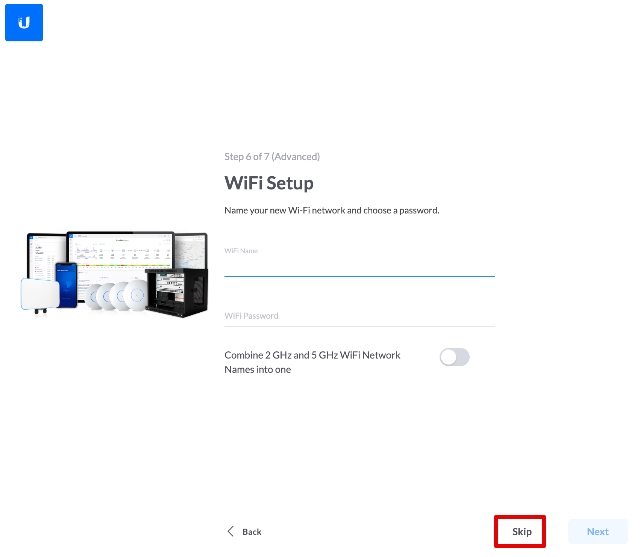 Step 6 of 7 (Advanced)
WiFi Setup
Name your new Wi-Fi network and choose a password.
WiFi Name
WiFi Password
Combine 2 GHz and 5 GHz WiFi Network
Names into one
Back
Skip
Next